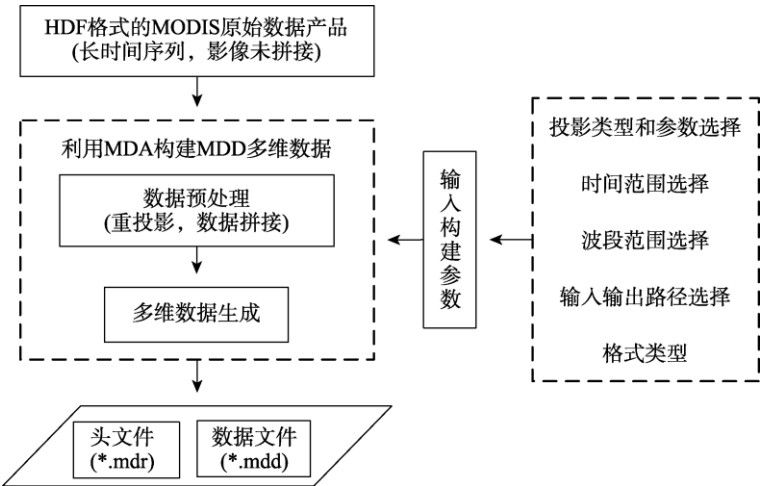 HDF格式的MODIS原始数据产品
(长时间序列，影像未拼接)
利用MDA构建MDD多维数据
数据预处理
(重投影，数据拼接)
多维数据生成
头文件
(*.mdr)
数据文件
(*.mdd)
输入构建参数
投影类型和参数选择
时间范围选择
波段范围选择
输入输出路径选择
格式类型